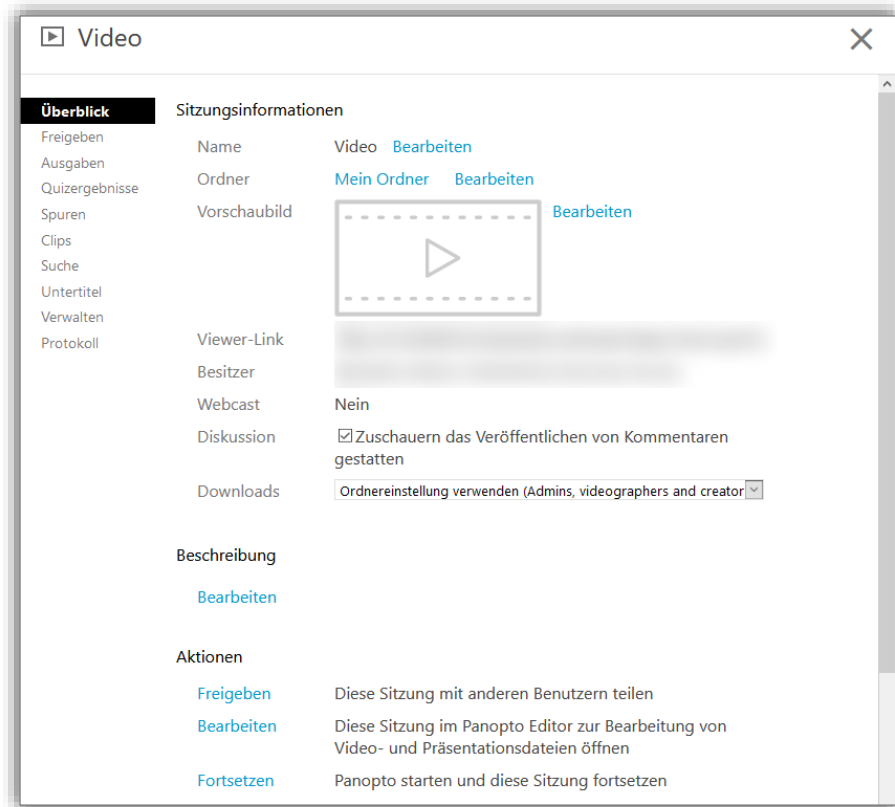 Video
Überblick
Freigeben
Ausgaben
Quizergebnisse
Spuren
Clips
Suche
Untertitel
Verwalten
Protokoll
Sitzungsinformationen
Name Video Bearbeiten
Ordner Mein Ordner Bearbeiten
Vorschaubild Bearbeiten
Viewer-Link
Besitzer
Webcast Nein
Diskussion Zuschauern das Veröffentlichen von Kommentaren
gestatten
Downloads Ordnereinstellung verwenden (Admins, videographers and creator
Beschreibung
Bearbeiten
Aktionen
Freigeben Diese Sitzung mit anderen Benutzern teilen
Bearbeiten Diese Sitzung im Panopto Editor zur Bearbeitung von
Video- und Präsentationsdateien öffnen
Fortsetzen Panopto starten und diese Sitzung fortsetzen